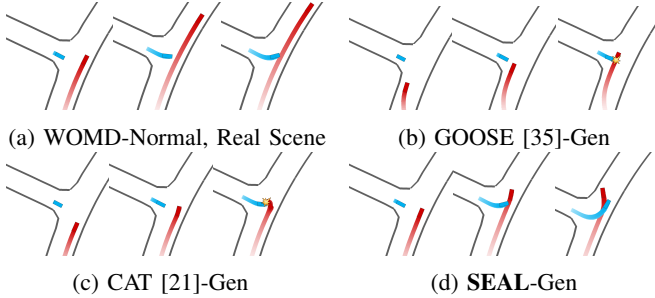 (a) WOMD-Normal, Real Scene
(b) GOOSE [35]-Gen
(c) CAT [21]-Gen
(d) SEAL-Gen